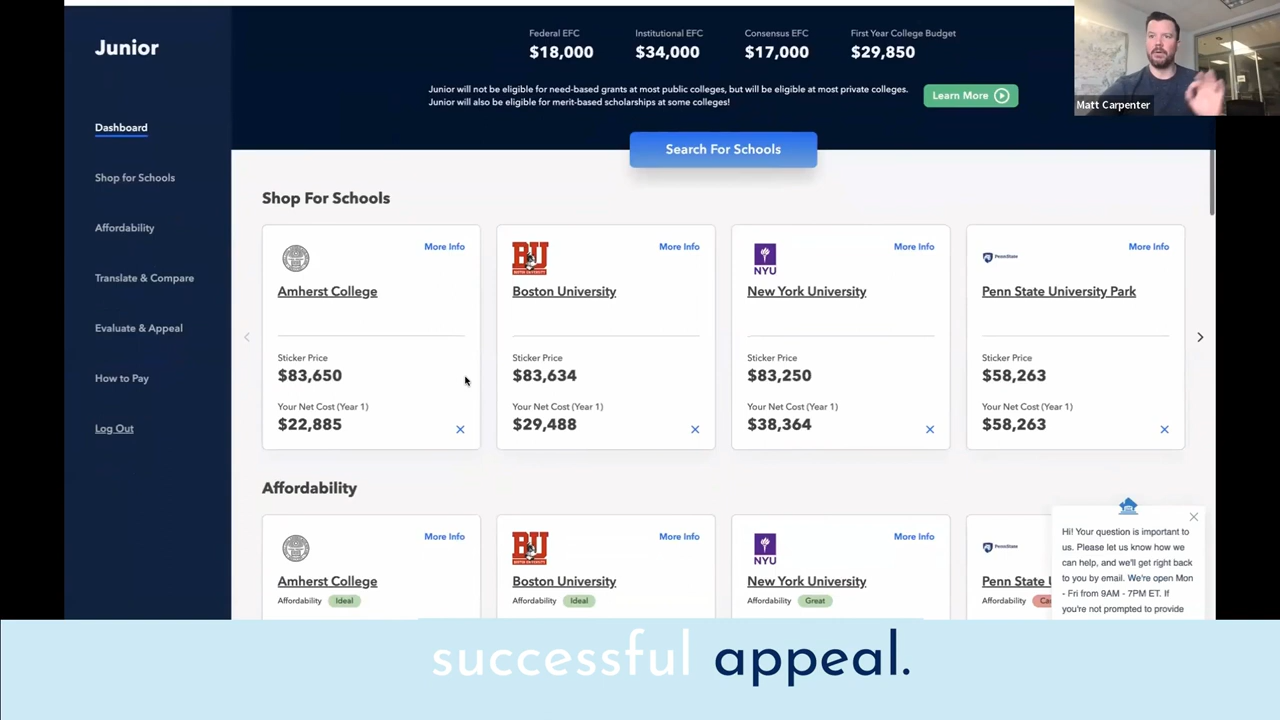 Junior
Federal EFC
$18,000
Institutional EFC
$34,000
Consensus EFC
$17,000
First Year College Budget
$29,850
Junior will not be eligible for need-based grants at most public colleges, but will be eligible at most private colleges.
Junior will also be eligible for merit-based scholarships at some colleges!
Learn More
Matt Carpenter
Search For Schools
Dashboard
Shop for Schools
Affordability
Translate & Compare
Evaluate & Appeal
How to Pay
Log Out
Shop For Schools
More Info
Amherst College
Sticker Price
$83,650
Your Net Cost (Year 1)
$22,885
BU
More Info
Boston University
Sticker Price
$83,634
Your Net Cost (Year 1)
$29,488
NYU
More Info
New York University
Sticker Price
$83,250
Your Net Cost (Year 1)
$38,364
PennState
More Info
Penn State University Park
Sticker Price
$58,263
Your Net Cost (Year 1)
$58,263
Affordability
More Info
Amherst College
Affordability Ideal
BU
More Info
Boston University
Affordability Ideal
NYU
More Info
New York University
Affordability Great
PennState
Penn State
Affordability
Hi! Your question is important to
us. Please let us know how we
can help, and we'll get right back
to you by email. We're open Mon
- Fri from 9AM - 7PM ET. If
you're not prompted to provide
successful appeal.